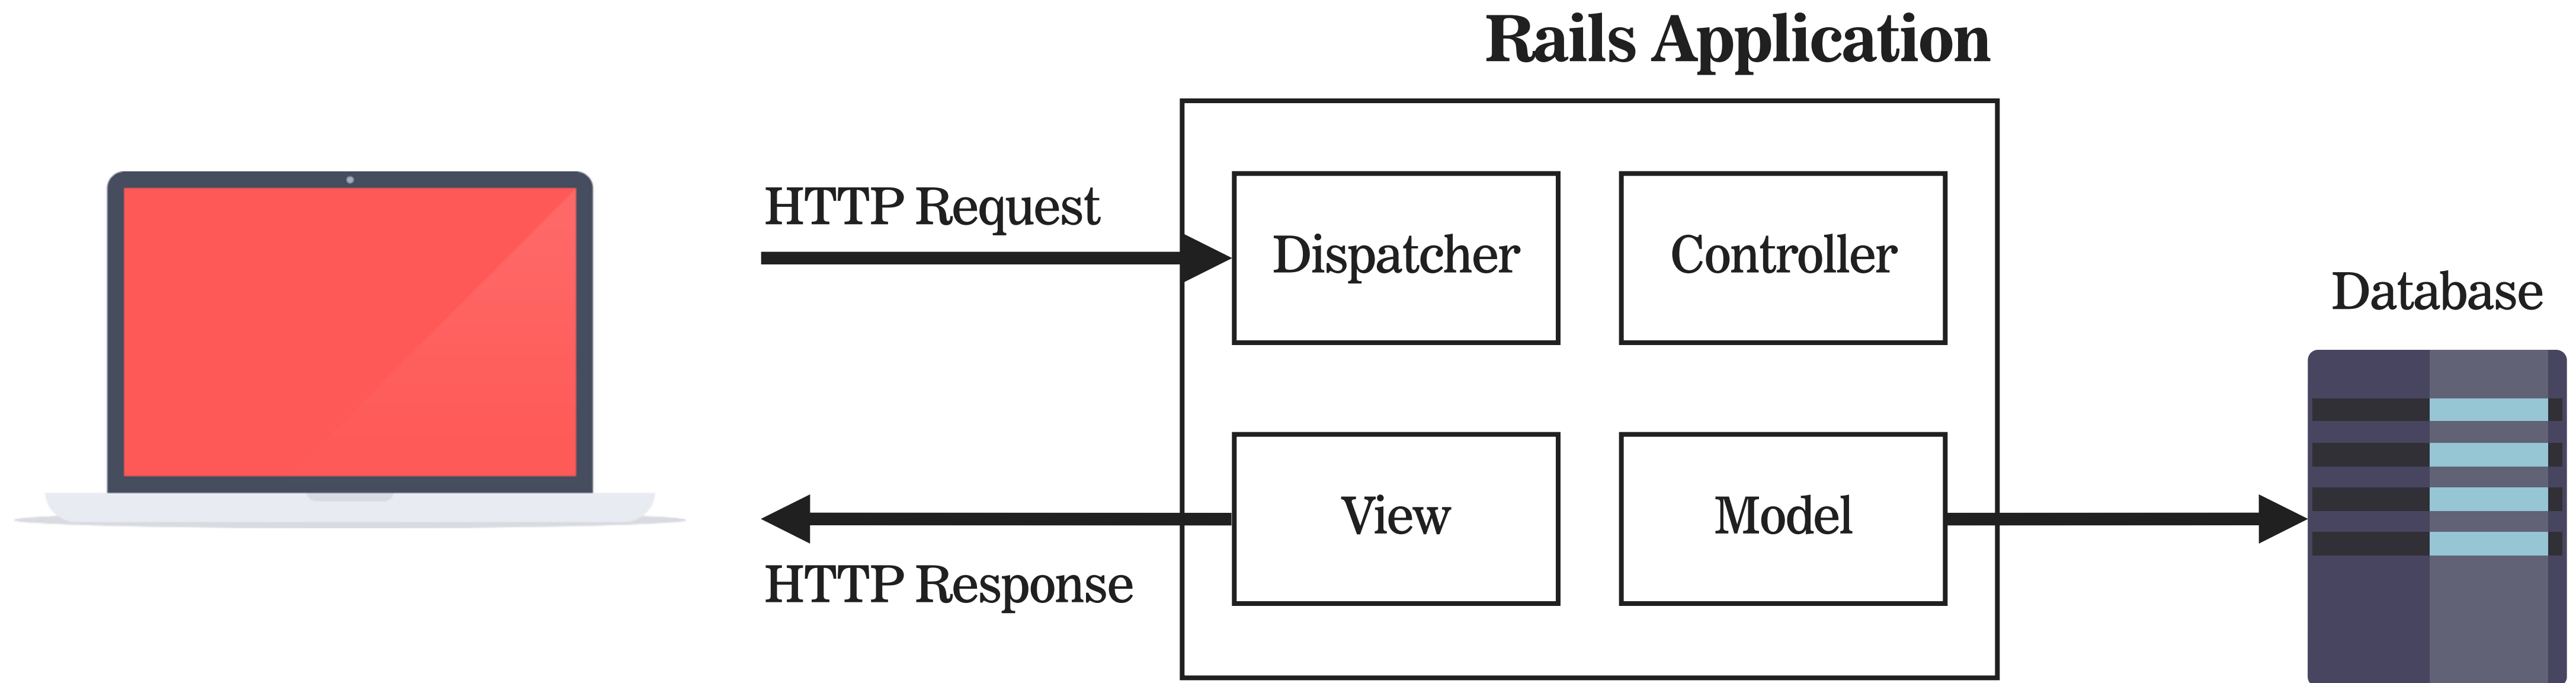 Rails Application
HTTP Request
Dispatcher
Controller
Database
View
Model
HTTP Response